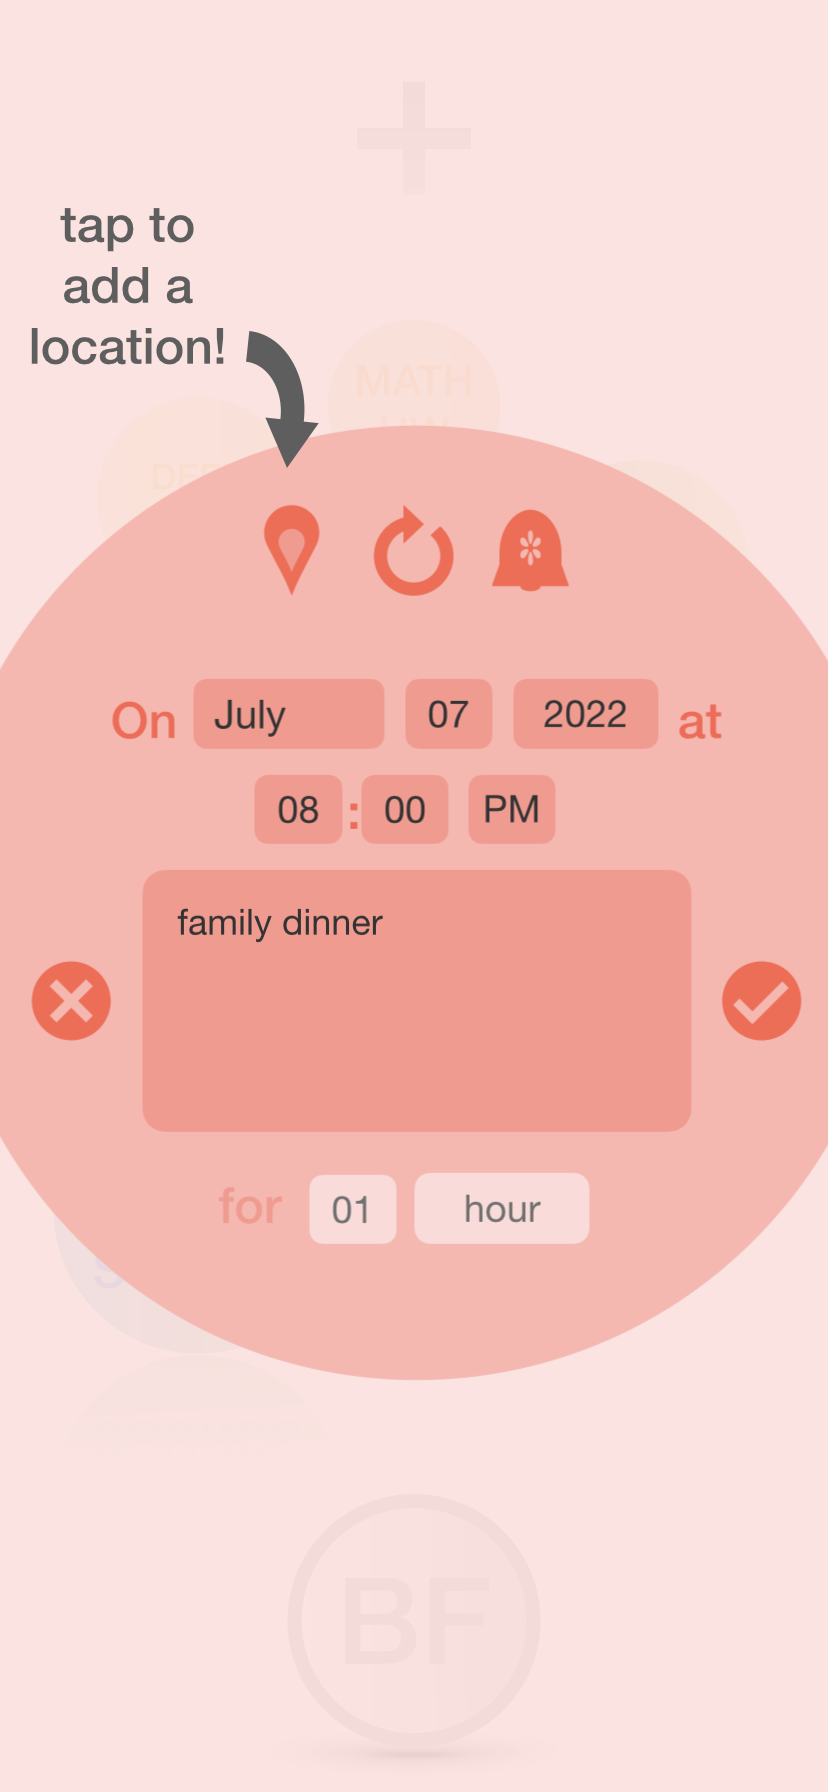 tap to
add a
location!
MATH
On July 07 2022 at
08 : 00 PM
family dinner
for 01 hour
BF